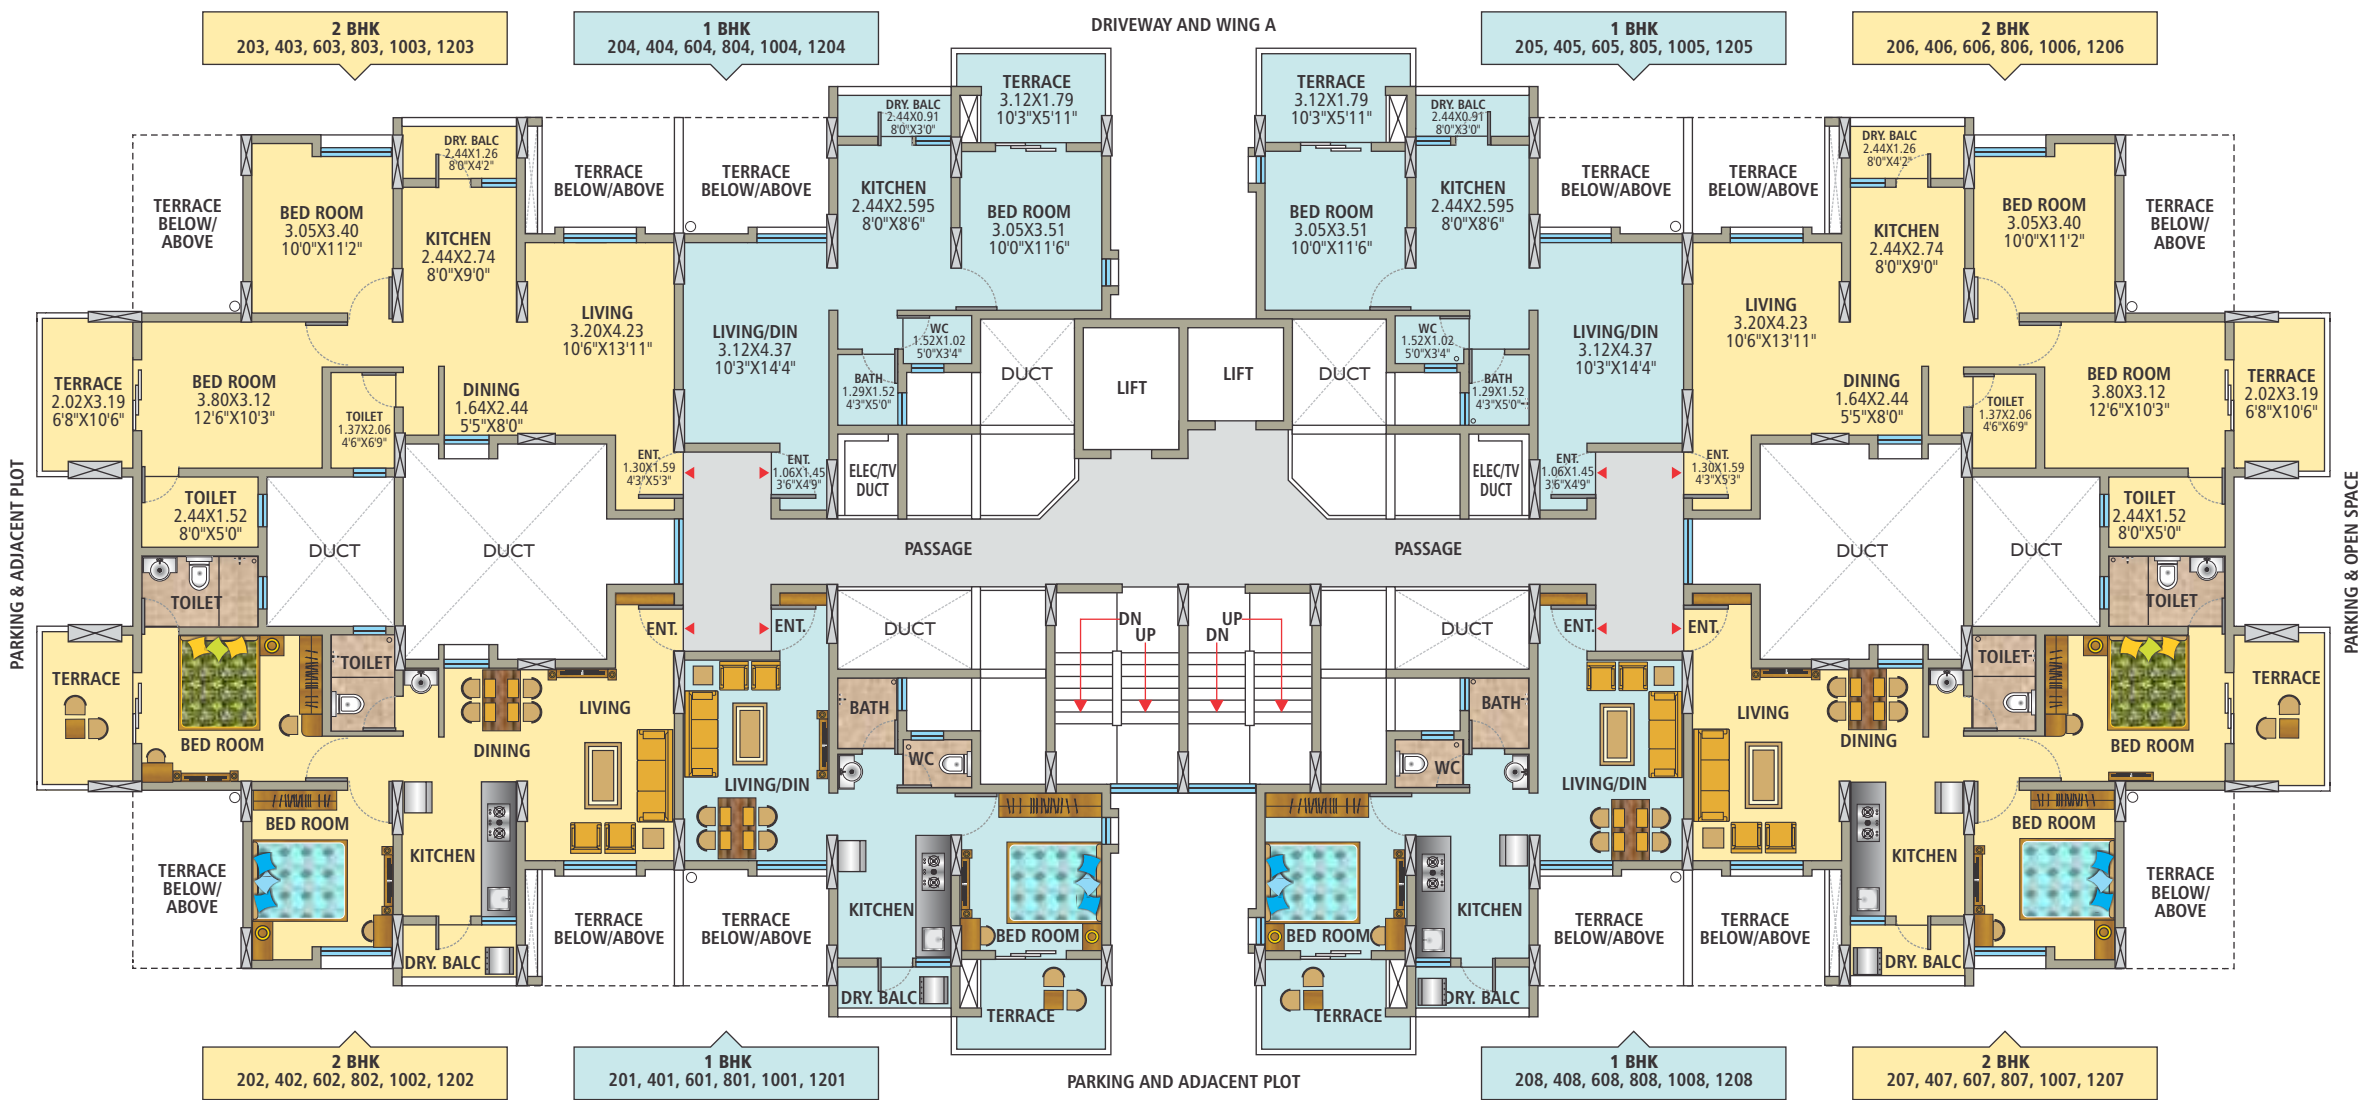 DRIVEWAY AND WING A
2 BHK
203, 403, 603, 803, 1003, 1203
1 BHK
204, 404, 604, 804, 1004, 1204
1 BHK
205, 405, 605, 805, 1005, 1205
2 BHK
206, 406, 606, 806, 1006, 1206
TERRACE
BELOW/
ABOVE
BED ROOM
3.05X3.40
10'0"X11'2"
DRY. BALC
2.44X1.26
8'0"X4'2"
KITCHEN
2.44X2.74
8'0"X9'0"
TERRACE
BELOW/ABOVE
TERRACE
BELOW/ABOVE
LIVING
3.20X4.23
10'6"X13'11"
DINING
1.64X2.44
5'5"X8'0"
TERRACE
2.02X3.19
6'8"X10'6"
BED ROOM
3.80X3.12
12'6"X10'3"
TOILET
1.37X2.06
4'6"X6'9"
TOILET
2.44X1.52
8'0"X5'0"
ENT.
1.30X1.59
4'3"X5'3"
DUCT
DUCT
DRY. BALC
2.44X0.91
8'0"X3'0"
TERRACE
3.12X1.79
10'3"X5'11"
KITCHEN
2.44X2.595
8'0"X8'6"
BED ROOM
3.05X3.51
10'0"X11'6"
LIVING/DIN
3.12X4.37
10'3"X14'4"
WC
1.52X1.02
5'0"X3'4"
BATH
1.29X1.52
4'3"X5'0"
ENT.
1.06X1.45
3'6"X4'9"
ELEC/TV
DUCT
DUCT
LIFT
LIFT
DUCT
TERRACE
3.12X1.79
10'3"X5'11"
DRY. BALC
2.44X0.91
8'0"X3'0"
BED ROOM
3.05X3.51
10'0"X11'6"
KITCHEN
2.44X2.595
8'0"X8'6"
WC
1.52X1.02
5'0"X3'4"
BATH
1.29X1.52
4'3"X5'0"
LIVING/DIN
3.12X4.37
10'3"X14'4"
ELEC/TV
DUCT
ENT.
1.06X1.45
3'6"X4'9"
TERRACE
BELOW/ABOVE
TERRACE
BELOW/ABOVE
DRY. BALC
2.44X1.26
8'0"X4'2"
KITCHEN
2.44X2.74
8'0"X9'0"
BED ROOM
3.05X3.40
10'0"X11'2"
TERRACE
BELOW/
ABOVE
LIVING
3.20X4.23
10'6"X13'11"
DINING
1.64X2.44
5'5"X8'0"
TOILET
1.37X2.06
4'6"X6'9"
BED ROOM
3.80X3.12
12'6"X10'3"
TERRACE
2.02X3.19
6'8"X10'6"
ENT.
1.30X1.59
4'3"X5'3"
TOILET
2.44X1.52
8'0"X5'0"
DUCT
DUCT
PASSAGE
PASSAGE
PARKING & ADJACENT PLOT
PARKING & OPEN SPACE
TOILET
TERRACE
BED ROOM
TOILET
ENT.
LIVING
DINING
BED ROOM
KITCHEN
DRY. BALC
TERRACE
BELOW/
ABOVE
TERRACE
BELOW/ABOVE
TERRACE
BELOW/ABOVE
ENT.
DUCT
BATH
WC
LIVING/DIN
KITCHEN
BED ROOM
DRY. BALC
TERRACE
DN
UP
UP
DN
DUCT
BATH
WC
ENT.
LIVING/DIN
BED ROOM
KITCHEN
TERRACE
DRY. BALC
TERRACE
BELOW/ABOVE
TERRACE
BELOW/ABOVE
ENT.
LIVING
DINING
TOILET
TOILET
BED ROOM
TERRACE
KITCHEN
BED ROOM
DRY. BALC
TERRACE
BELOW/
ABOVE
2 BHK
202, 402, 602, 802, 1002, 1202
1 BHK
201, 401, 601, 801, 1001, 1201
PARKING AND ADJACENT PLOT
1 BHK
208, 408, 608, 808, 1008, 1208
2 BHK
207, 407, 607, 807, 1007, 1207